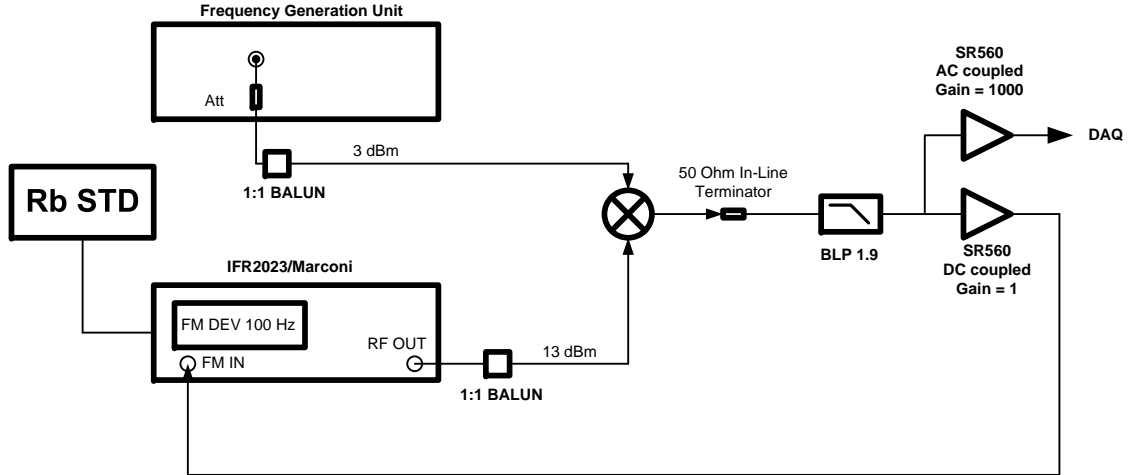 Frequency Generation Unit
Att
3 dBm
1:1 BALUN
Rb STD
IFR2023/Marconi
FM DEV 100 Hz
FM IN
RF OUT
13 dBm
1:1 BALUN
50 Ohm In-Line
Terminator
BLP 1.9
SR560
AC coupled
Gain = 1000
DAQ
SR560
DC coupled
Gain = 1